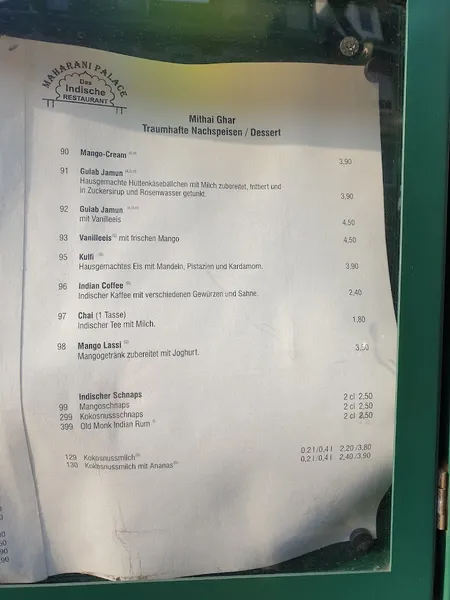 MAHARANI PALACE
Das
Indische
RESTAURANT
Mithai Ghar
Traumhafte Nachspeisen / Dessert
90 Mango-Cream 3,90
91 Gulab Jamun
Hausgemachte Hüttenkäsebällchen mit Milch zubereitet, frittiert und
in Zuckersirup und Rosenwasser getunkt. 3,90
92 Gulab Jamun
mit Vanilleeis 4,50
93 Vanilleeis mit frischen Mango 4,50
95 Kulfi
Hausgemachtes Eis mit Mandeln, Pistazien und Kardamom. 3,90
96 Indian Coffee
Indischer Kaffee mit verschiedenen Gewürzen und Sahne. 2,40
97 Chai (1 Tasse)
Indischer Tee mit Milch. 1,80
98 Mango Lassi
Mangogetränk zubereitet mit Joghurt.
Indischer Schnaps
99 Mangoschnaps 2 cl 2,50
299 Kokosnussschnaps 2 cl 2,50
399 Old Monk Indian Rum 2 cl 2,50
129 Kokosnussmilch 0,2 l/0,4 l 2,20/3,80
130 Kokosnussmilch mit Ananas 0,2 l/0,4 l 2,40/3,90